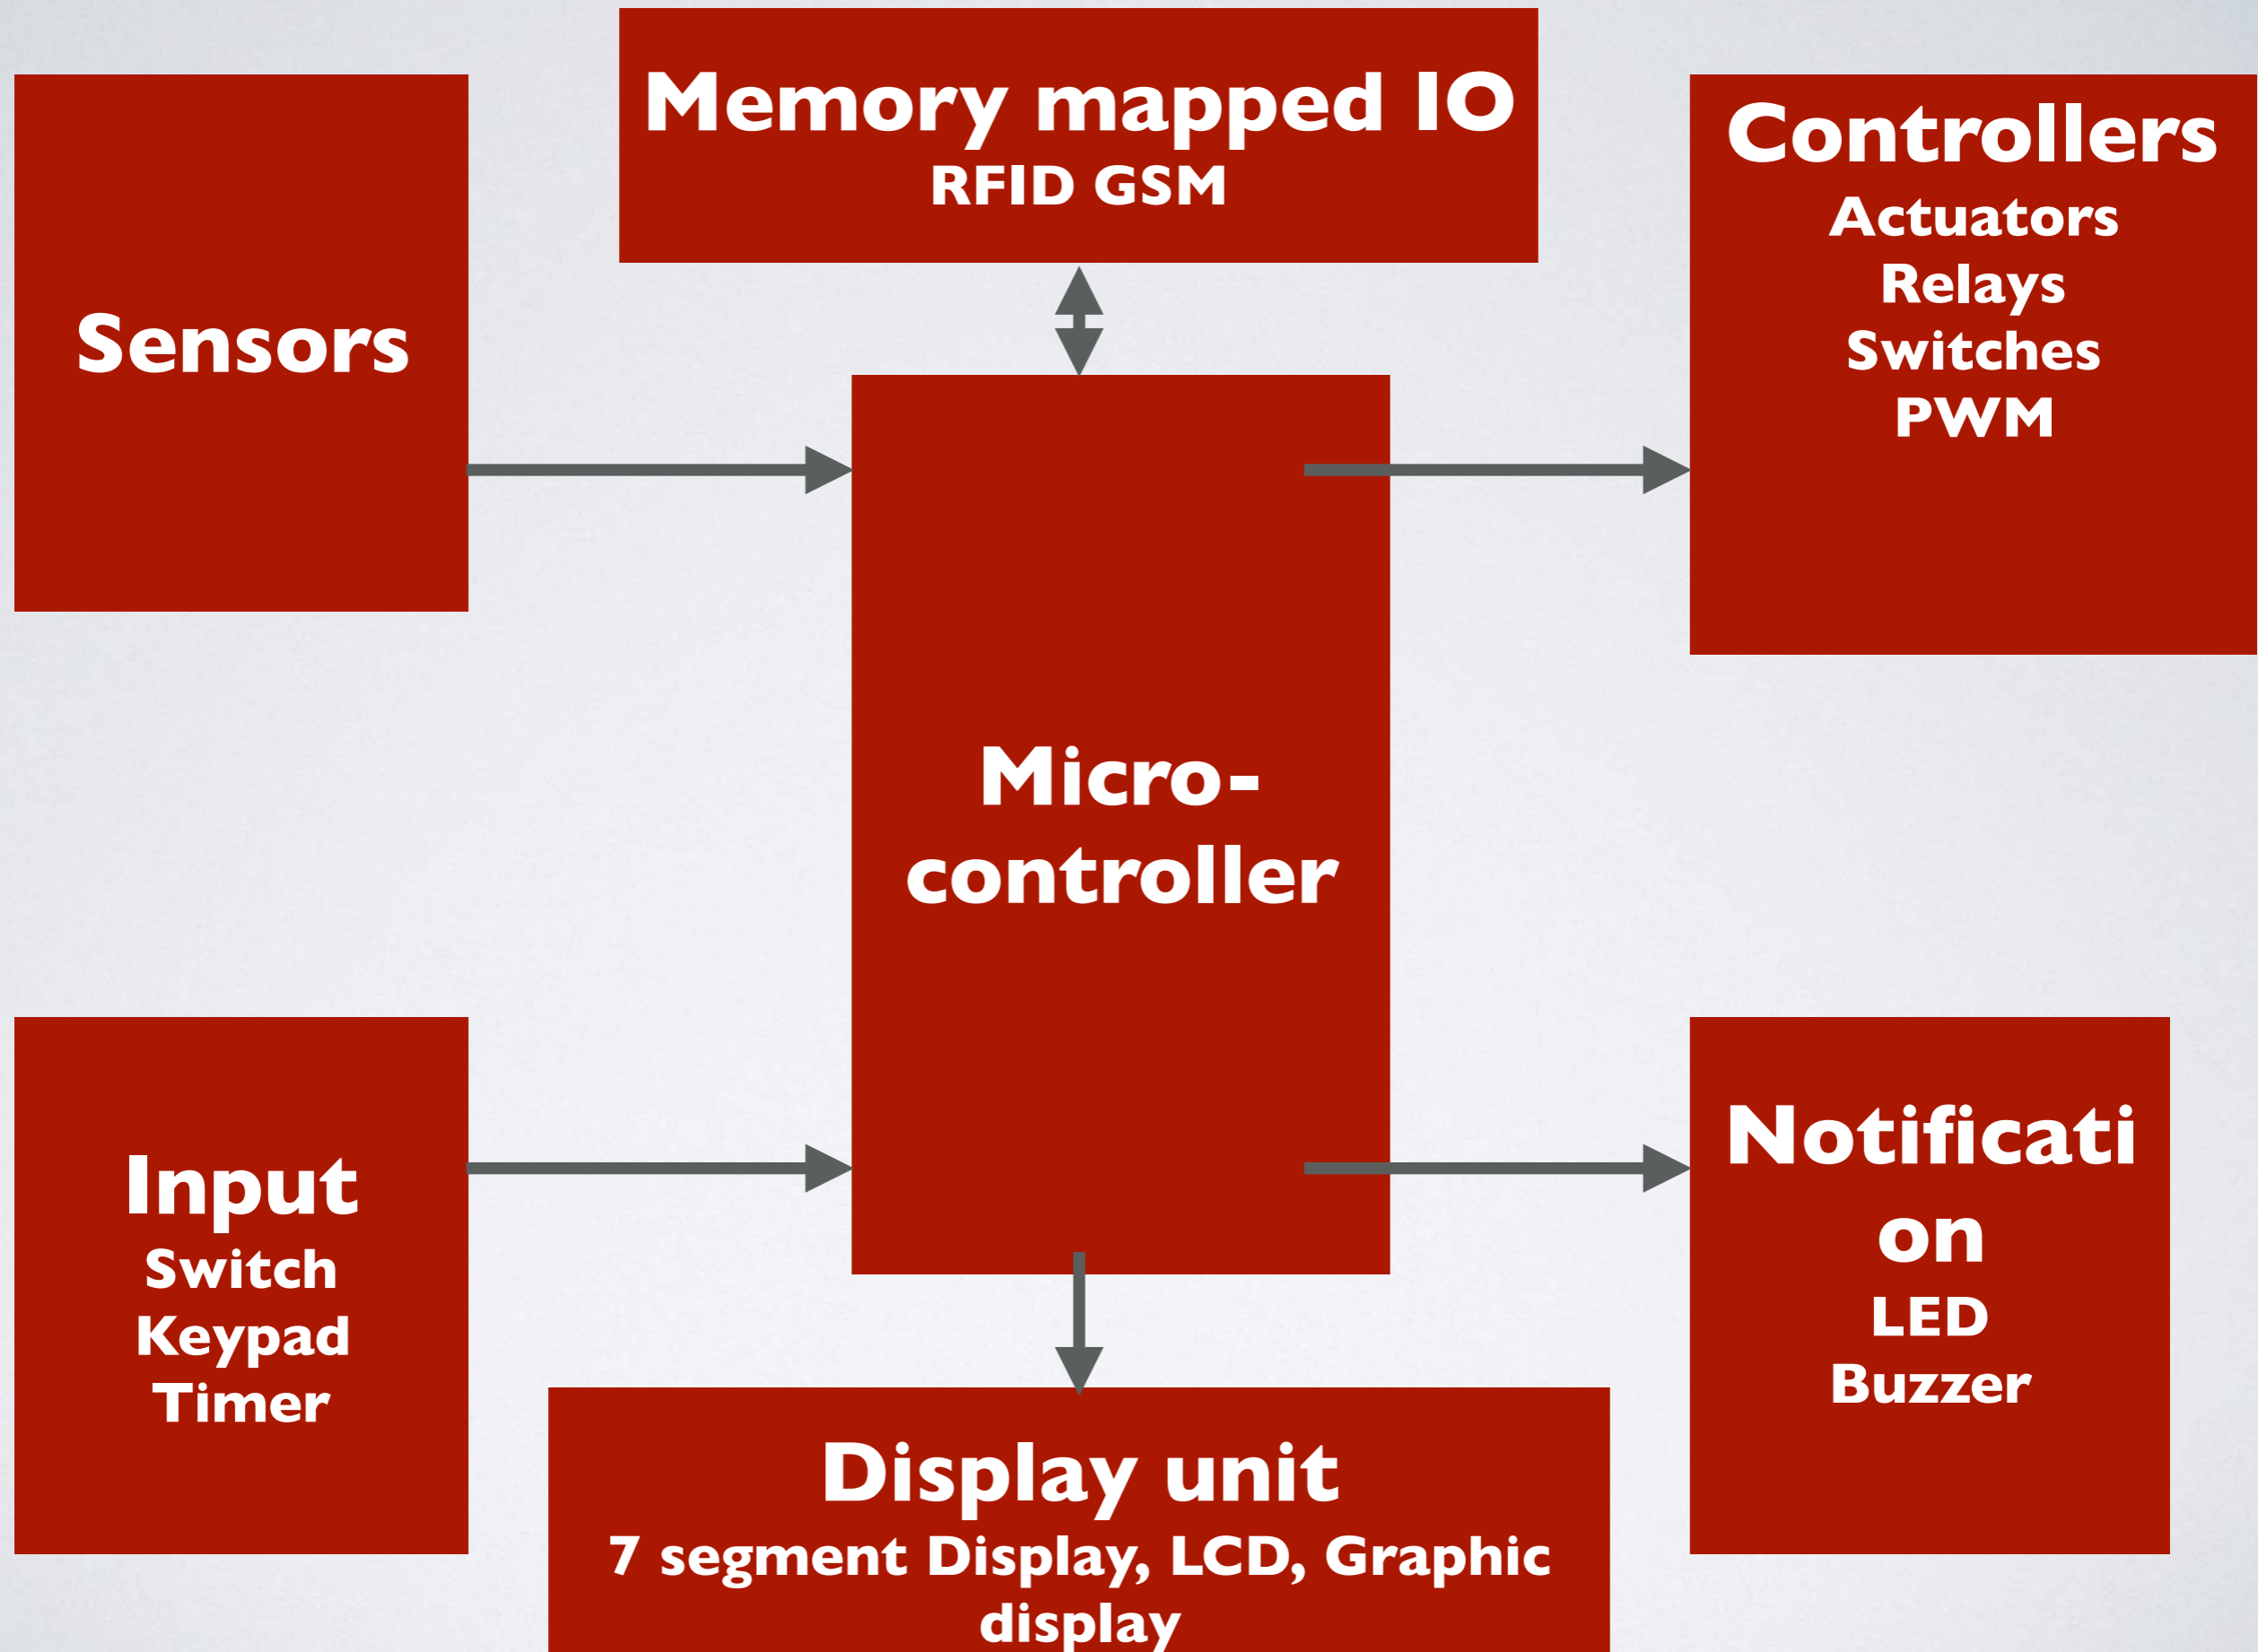 Memory mapped IO
RFID GSM
Sensors
Controllers
Actuators
Relays
Switches
PWM
Micro-
controller
Input
Switch
Keypad
Timer
Notificati
on
LED
Buzzer
Display unit
7 segment Display, LCD, Graphic
display